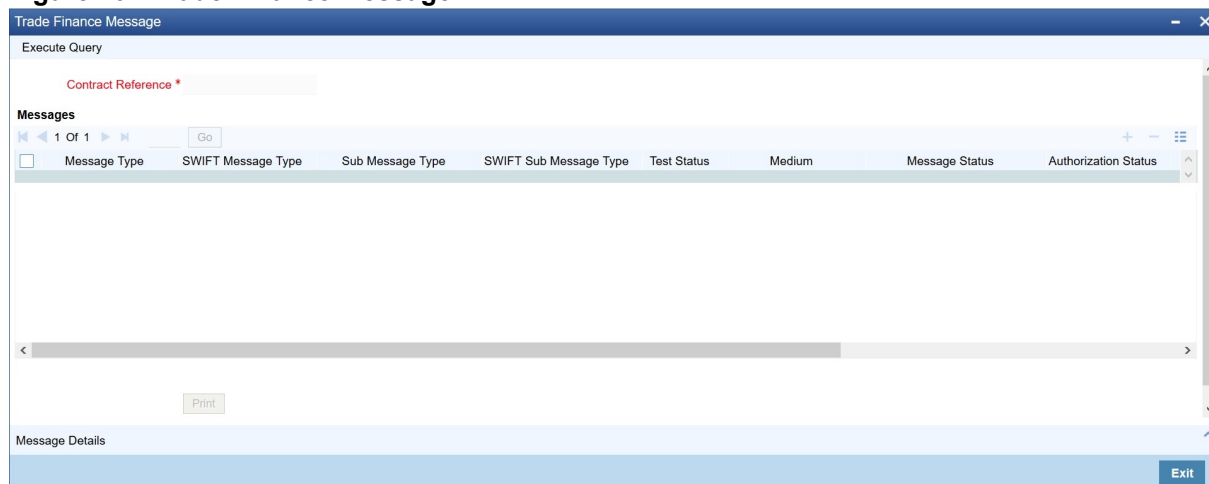 Trade Finance Message
Execute Query
Contract Reference *
Messages
1 Of 1 Go
Message Type SWIFT Message Type Sub Message Type SWIFT Sub Message Type Test Status Medium Message Status Authorization Status
Print
Message Details
Exit